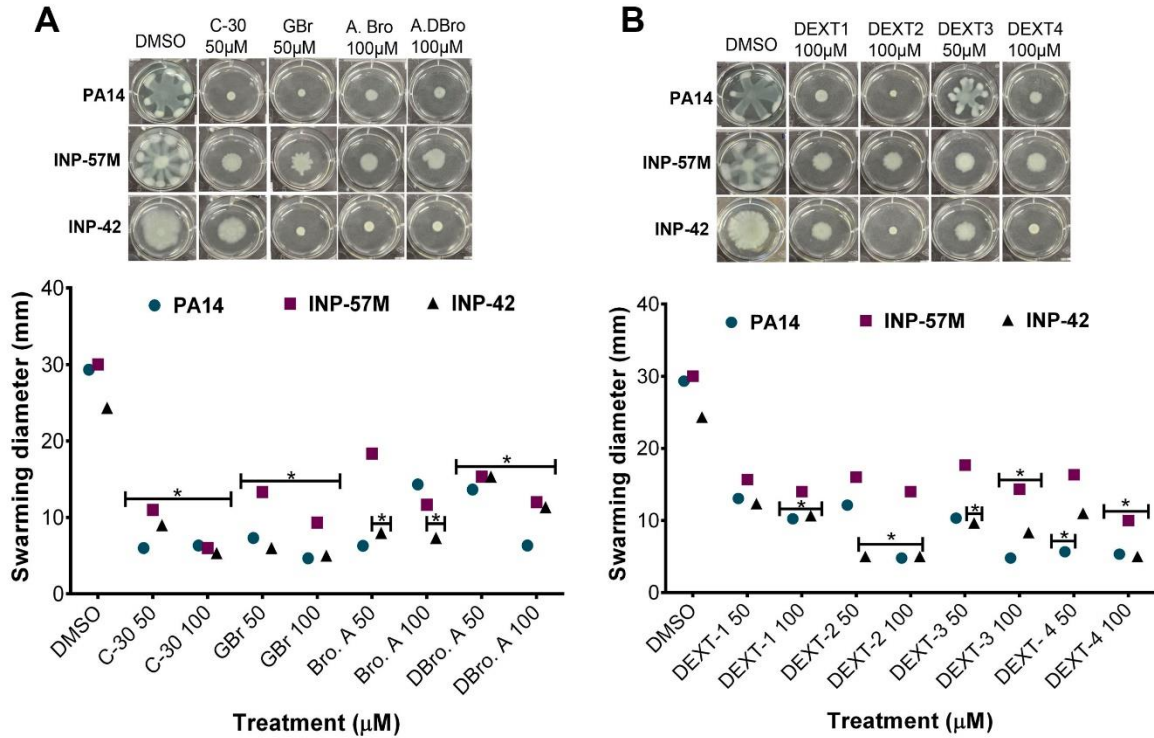 A
DMSO C-30 50µM GBr 50µM A. Bro 100µM A.DBro 100µM
PA14
INP-57M
INP-42
40
PA14 INP-57M INP-42
30
20
10
0
* * * * *
Swarming diameter (mm)
DMSO C-30 50 C-30 100 GBr 50 GBr 100 Bro. A 50 Bro. A 100 DBro. A 50 DBro. A 100
Treatment (µM)
B
DMSO DEXT1 100µM DEXT2 100µM DEXT3 50µM DEXT4 100µM
PA14
INP-57M
INP-42
40
PA14 INP-57M INP-42
30
20
10
0
* * * * * *
Swarming diameter (mm)
DMSO DEXT-1 50 DEXT-1 100 DEXT-2 50 DEXT-2 100 DEXT-3 50 DEXT-3 100 DEXT-4 50 DEXT-4 100
Treatment (µM)